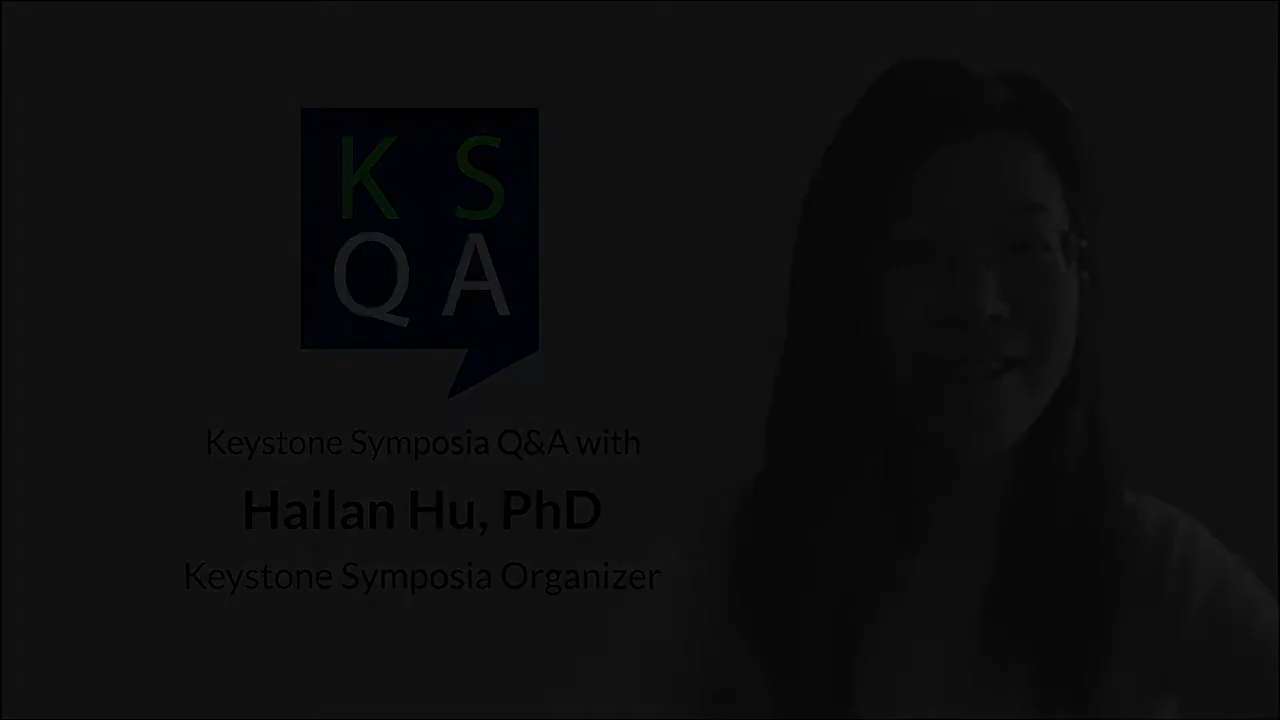 K S
Q A
Keystone Symposia Q&A with
Hailan Hu, PhD
Keystone Symposia Organizer